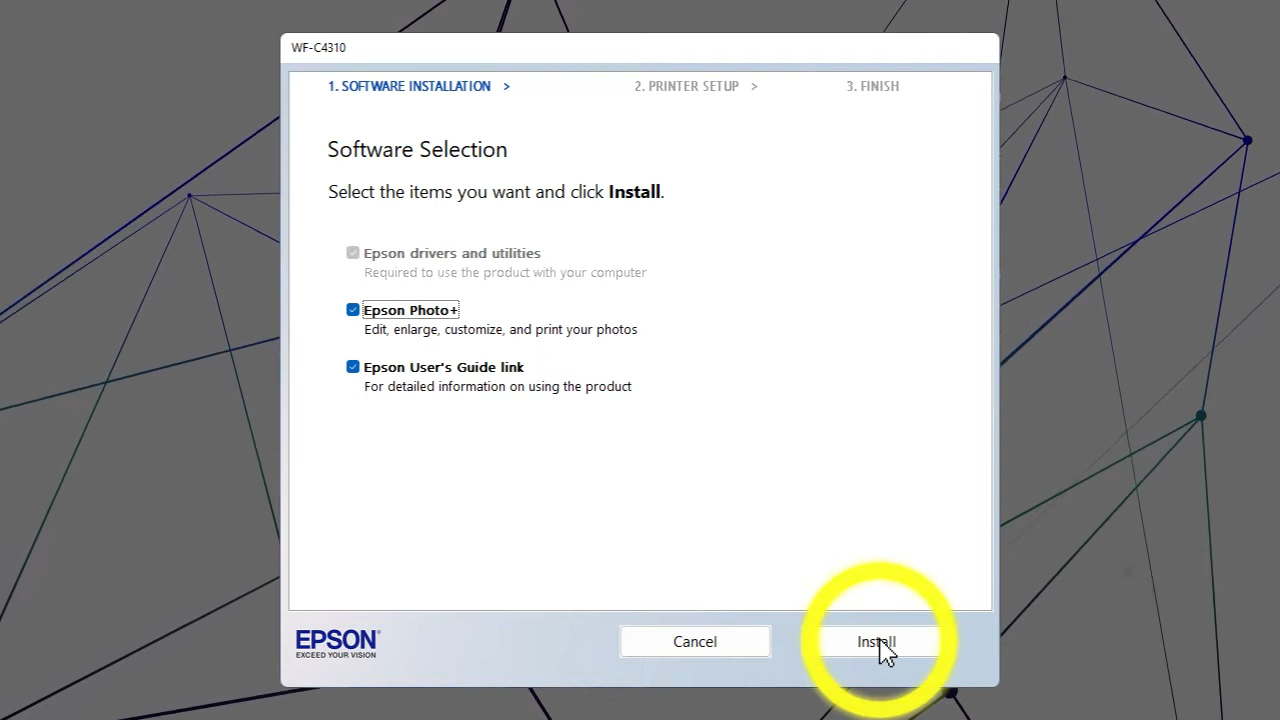 WF-C4310
1. SOFTWARE INSTALLATION > 2. PRINTER SETUP > 3. FINISH
Software Selection
Select the items you want and click Install.
Epson drivers and utilities
Required to use the product with your computer
Epson Photo+
Edit, enlarge, customize, and print your photos
Epson User's Guide link
For detailed information on using the product
EPSON®
EXCEED YOUR VISION
Cancel
Install